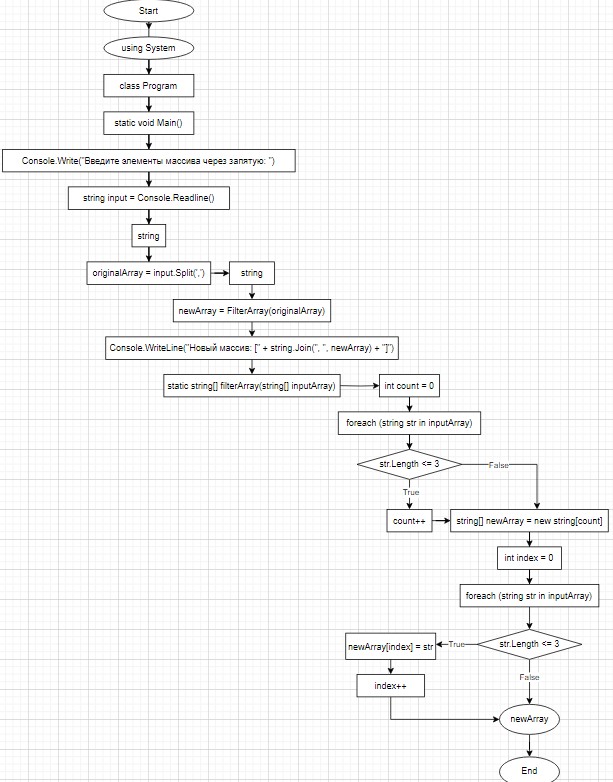 Start
using System
class Program
static void Main()
Console.Write("Введите элементы массива через запятую: ")
string input = Console.Readline()
string
originalArray = input.Split(',')
string
newArray = FilterArray(originalArray)
Console.WriteLine("Новый массив: [" + string.Join(", ", newArray) + "]")
static string[] filterArray(string[] inputArray)
int count = 0
foreach (string str in inputArray)
str.Length <= 3
False
True
count++
string[] newArray = new string[count]
int index = 0
foreach (string str in inputArray)
str.Length <= 3
True
newArray[index] = str
False
index++
newArray
End